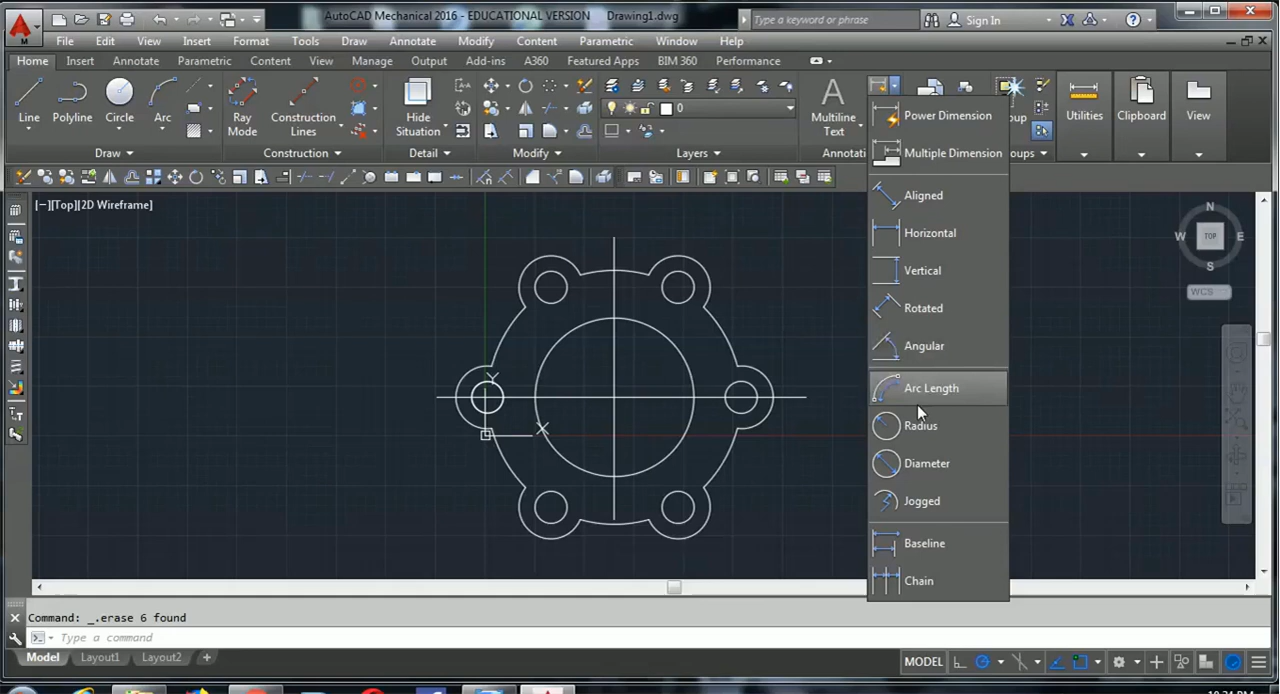 AutoCAD Mechanical 2016 - EDUCATIONAL VERSION Drawing1.dwg
Type a keyword or phrase
Sign In
File Edit View Insert Format Tools Draw Annotate Modify Content Parametric Window Help
Home Insert Annotate Parametric Content View Manage Output Add-ins A360 Featured Apps BIM 360 Performance
Line Polyline Circle Arc
Ray Mode
Construction Lines
Hide Situation
0
Multiline Text
Utilities Clipboard View
Draw Construction Detail Modify Layers
Power Dimension
Multiple Dimension
Aligned
Horizontal
Vertical
Rotated
Angular
Arc Length
Radius
Diameter
Jogged
Baseline
Chain
[−][Top][2D Wireframe]
N
W TOP E
S
WCS
Y
X
Command: _.erase 6 found
Type a command
Model Layout1 Layout2 +
MODEL